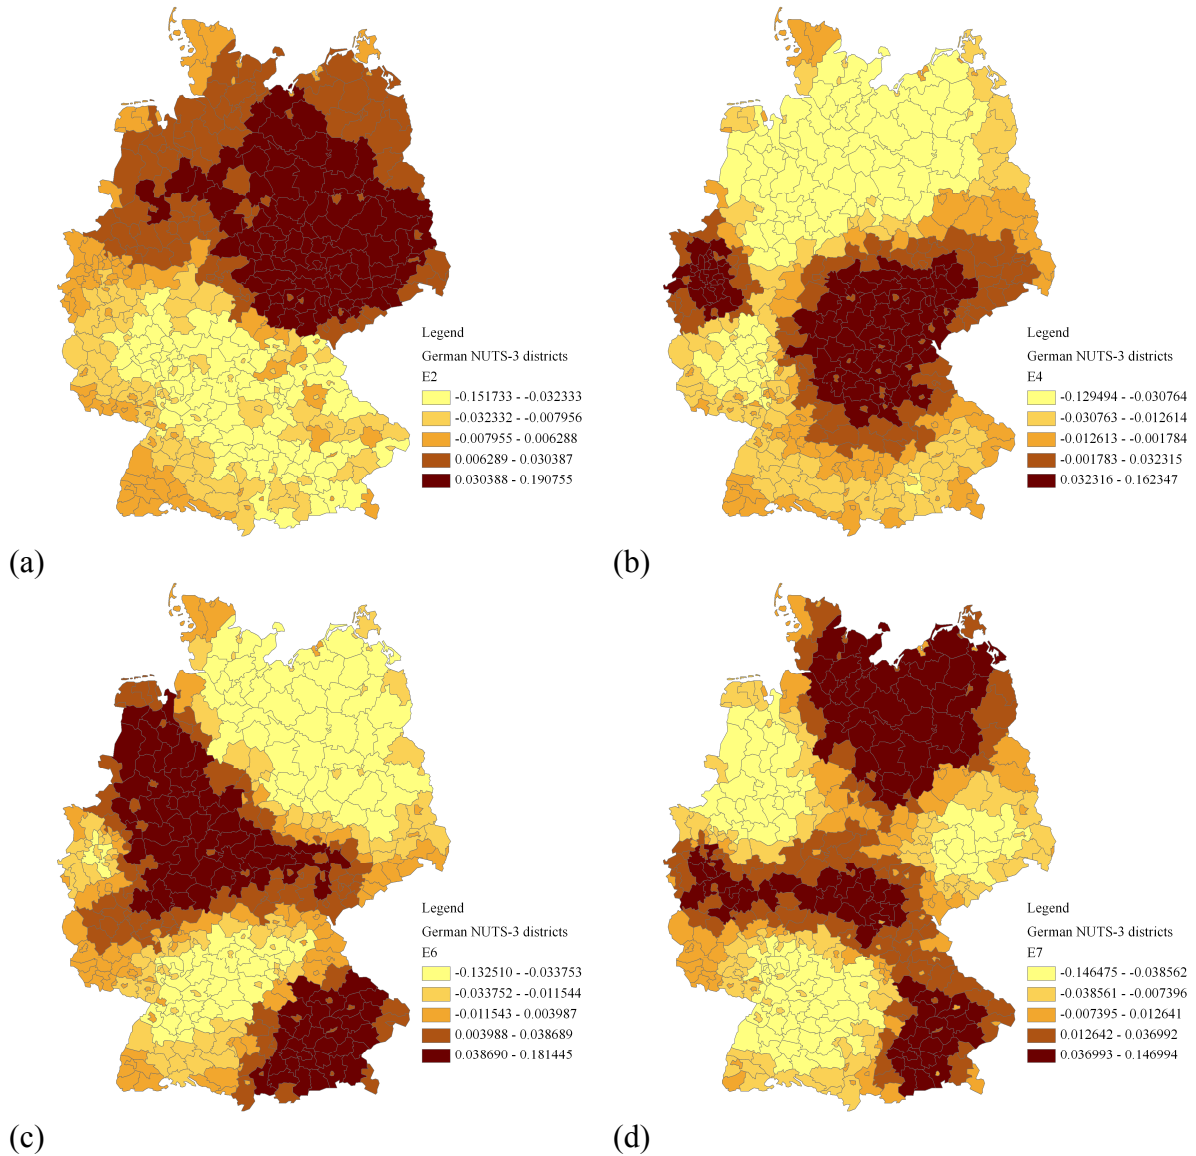 Legend
German NUTS-3 districts
E2
-0.151733 - -0.032333
-0.032332 - -0.007956
-0.007955 - 0.006288
0.006289 - 0.030387
0.030388 - 0.190755
(a)
Legend
German NUTS-3 districts
E4
-0.129494 - -0.030764
-0.030763 - -0.012614
-0.012613 - -0.001784
-0.001783 - 0.032315
0.032316 - 0.162347
(b)
Legend
German NUTS-3 districts
E6
-0.132510 - -0.033753
-0.033752 - -0.011544
-0.011543 - 0.003987
0.003988 - 0.038689
0.038690 - 0.181445
(c)
Legend
German NUTS-3 districts
E7
-0.146475 - -0.038562
-0.038561 - -0.007396
-0.007395 - 0.012641
0.012642 - 0.036992
0.036993 - 0.146994
(d)